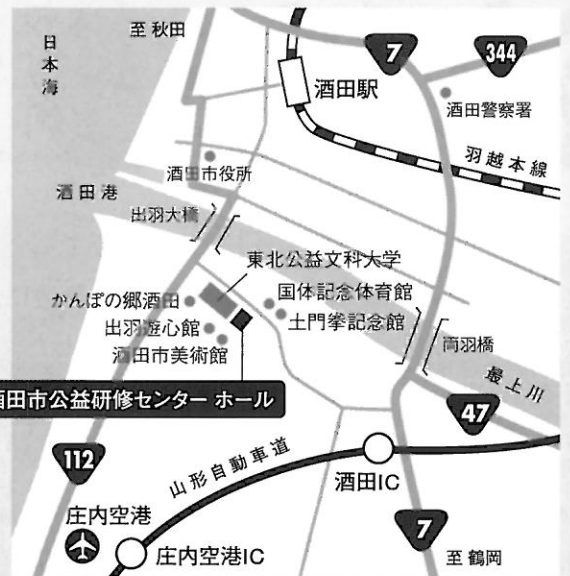 日本海
至 秋田
7
344
酒田駅
酒田警察署
羽越本線
酒田市役所
酒田港
出羽大橋
東北公益文科大学
国体記念体育館
かんぽの郷酒田
土門拳記念館
出羽遊心館
酒田市美術館
両羽橋
最上川
酒田市公益研修センター ホール
47
112
山形自動車道
酒田IC
庄内空港
7
庄内空港IC
至 鶴岡